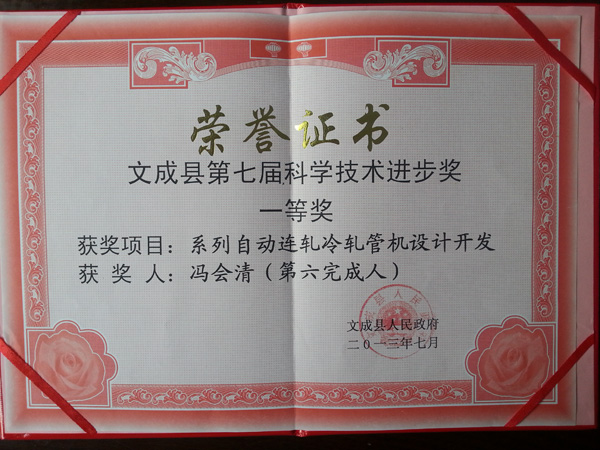 荣誉证书
文成县第七届科学技术进步奖
一等奖
获奖项目：系列自动连轧冷轧管机设计开发
获奖人：冯会清（第六完成人）
文成县人民政府
二0一三年七月